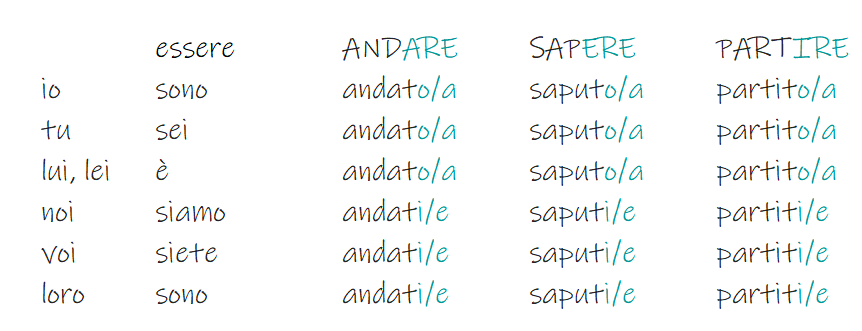 essere ANDARE SAPERE PARTIRE
io sono andato/a saputo/a partito/a
tu sei andato/a saputo/a partito/a
lui, lei è andato/a saputo/a partito/a
noi siamo andati/e saputi/e partiti/e
voi siete andati/e saputi/e partiti/e
loro sono andati/e saputi/e partiti/e